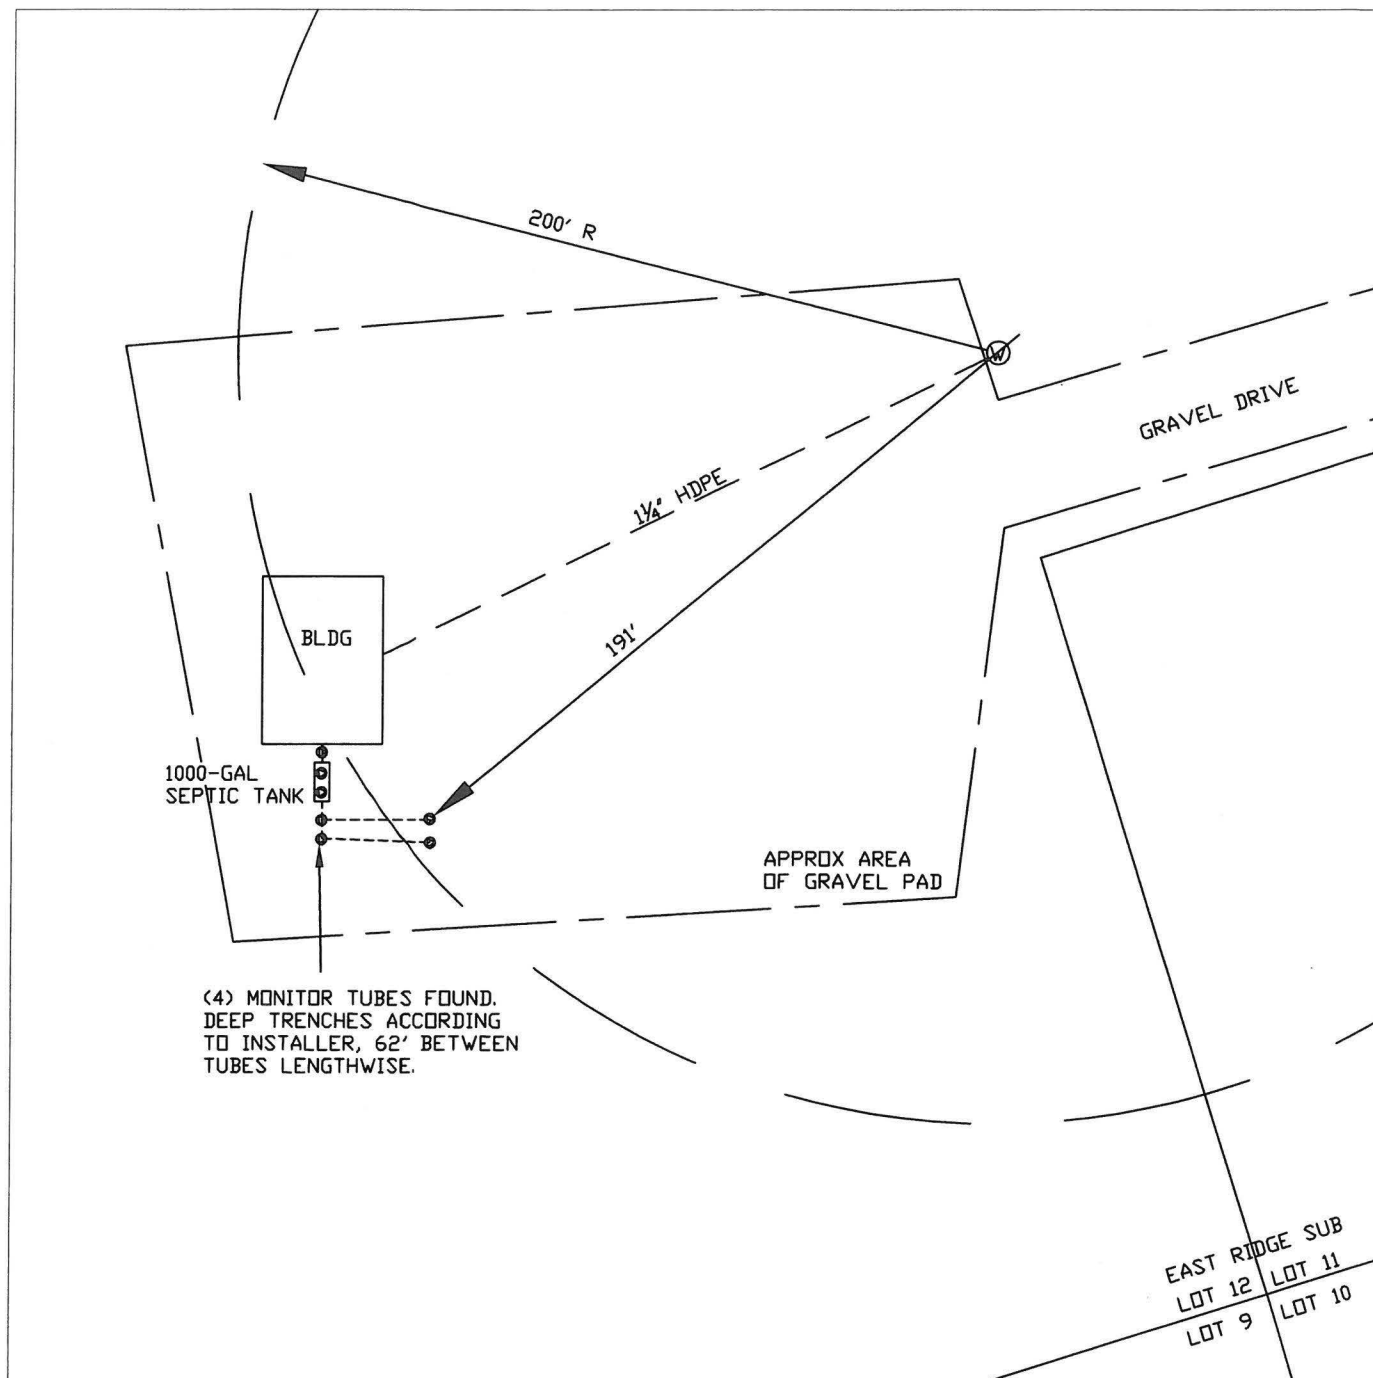 200' R
W
GRAVEL DRIVE
1¼" HDPE
191'
BLDG
1000-GAL
SEPTIC TANK
APPROX AREA
OF GRAVEL PAD
(4) MONITOR TUBES FOUND.
DEEP TRENCHES ACCORDING
TO INSTALLER, 62' BETWEEN
TUBES LENGTHWISE.
EAST RIDGE SUB
LOT 12 LOT 11
LOT 9 LOT 10